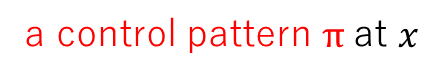 a control pattern π at x